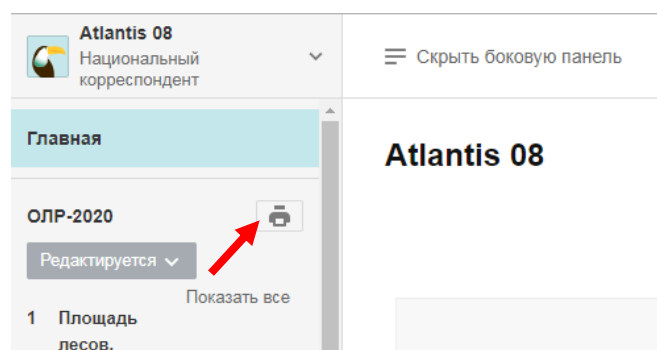 Atlantis 08
Национальный
корреспондент
Скрыть боковую панель
Главная
Atlantis 08
ОЛР-2020
Редактируется
Показать все
1 Площадь
лесов,